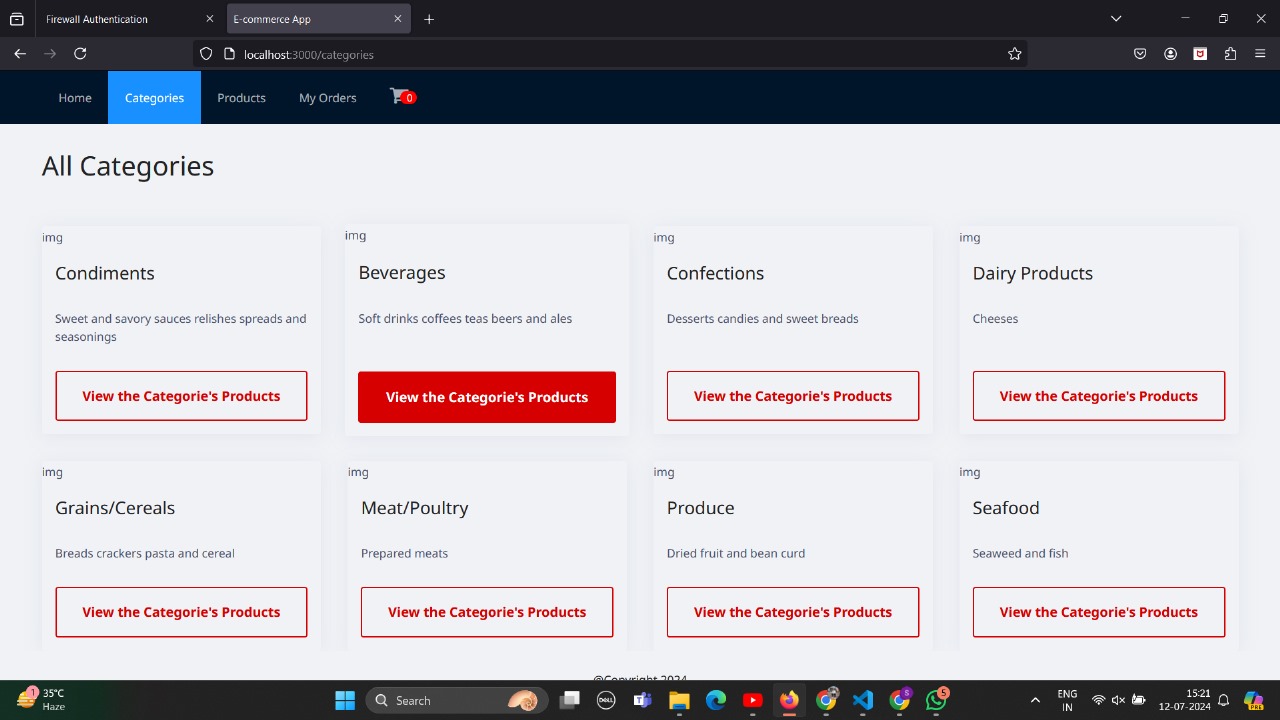 Firewall Authentication
E-commerce App
localhost:3000/categories
Home
Categories
Products
My Orders
0
All Categories
img
img
img
img
Condiments
Beverages
Confections
Dairy Products
Sweet and savory sauces relishes spreads and
seasonings
Soft drinks coffees teas beers and ales
Desserts candies and sweet breads
Cheeses
View the Categorie's Products
View the Categorie's Products
View the Categorie's Products
View the Categorie's Products
img
img
img
img
Grains/Cereals
Meat/Poultry
Produce
Seafood
Breads crackers pasta and cereal
Prepared meats
Dried fruit and bean curd
Seaweed and fish
View the Categorie's Products
View the Categorie's Products
View the Categorie's Products
View the Categorie's Products
@Copyright 2024
1
35°C
Haze
Search
DELL
S
5
ENG
IN
15:21
12-07-2024
PRE